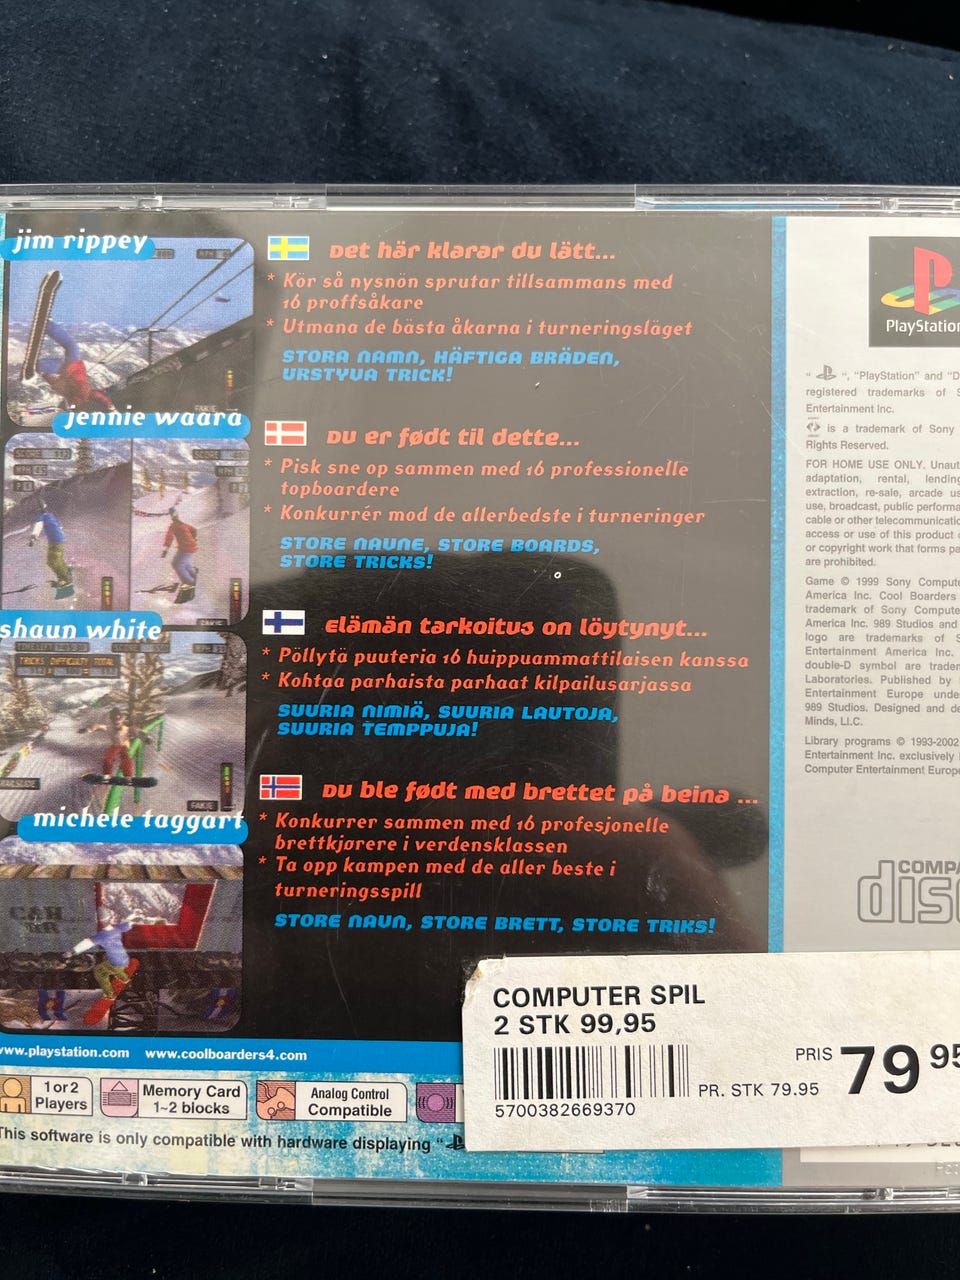 jim rippey
jennie waara
shaun white
michele taggart
Det här klarar du lätt...
* Kör så nysnön sprutar tillsammans med
16 proffsåkare
* Utmana de bästa åkarna i turneringsläget
STORA NAMN, HÄFTIGA BRÄDEN,
URSTYVA TRICK!
Du er født til dette...
* Pisk sne op sammen med 16 professionelle
topboardere
* Konkurrér mod de allerbedste i turneringer
STORE NAVNE, STORE BOARDS,
STORE TRICKS!
elämän tarkoitus on löytynyt...
* Pöllytä puuteria 16 huippuammattilaisen kanssa
* Kohtaa parhaista parhaat kilpailusarjassa
SUURIA NIMIÄ, SUURIA LAUTOJA,
SUURIA TEMPPUJA!
Du ble født med brettet på beina ...
* Konkurrer sammen med 16 profesjonelle
brettkjørere i verdensklassen
* Ta opp kampen med de aller beste i
turneringsspill
STORE NAVN, STORE BRETT, STORE TRIKS!
www.playstation.com www.coolboarders4.com
1 or 2
Players
Memory Card
1~2 blocks
Analog Control
Compatible
This software is only compatible with hardware displaying "
PlayStation
" ", "PlayStation" and "D
registered trademarks of S
Entertainment Inc.
is a trademark of Sony
Rights Reserved.
FOR HOME USE ONLY. Unaut
adaptation, rental, lending
extraction, re-sale, arcade us
use, broadcast, public performa
cable or other telecommunicatio
access or use of this product o
or copyright work that forms pa
are prohibited.
Game © 1999 Sony Compute
America Inc. Cool Boarders
trademark of Sony Compute
America Inc. 989 Studios and
logo are trademarks of S
Entertainment America Inc.
double-D symbol are tradem
Laboratories. Published by
Entertainment Europe unde
989 Studios. Designed and de
Minds, LLC.
Library programs © 1993-2002
Entertainment Inc. exclusively
Computer Entertainment Europe
COMPA
disc
COMPUTER SPIL
2 STK 99,95
5700382669370
PRIS 79 95
PR. STK 79.95